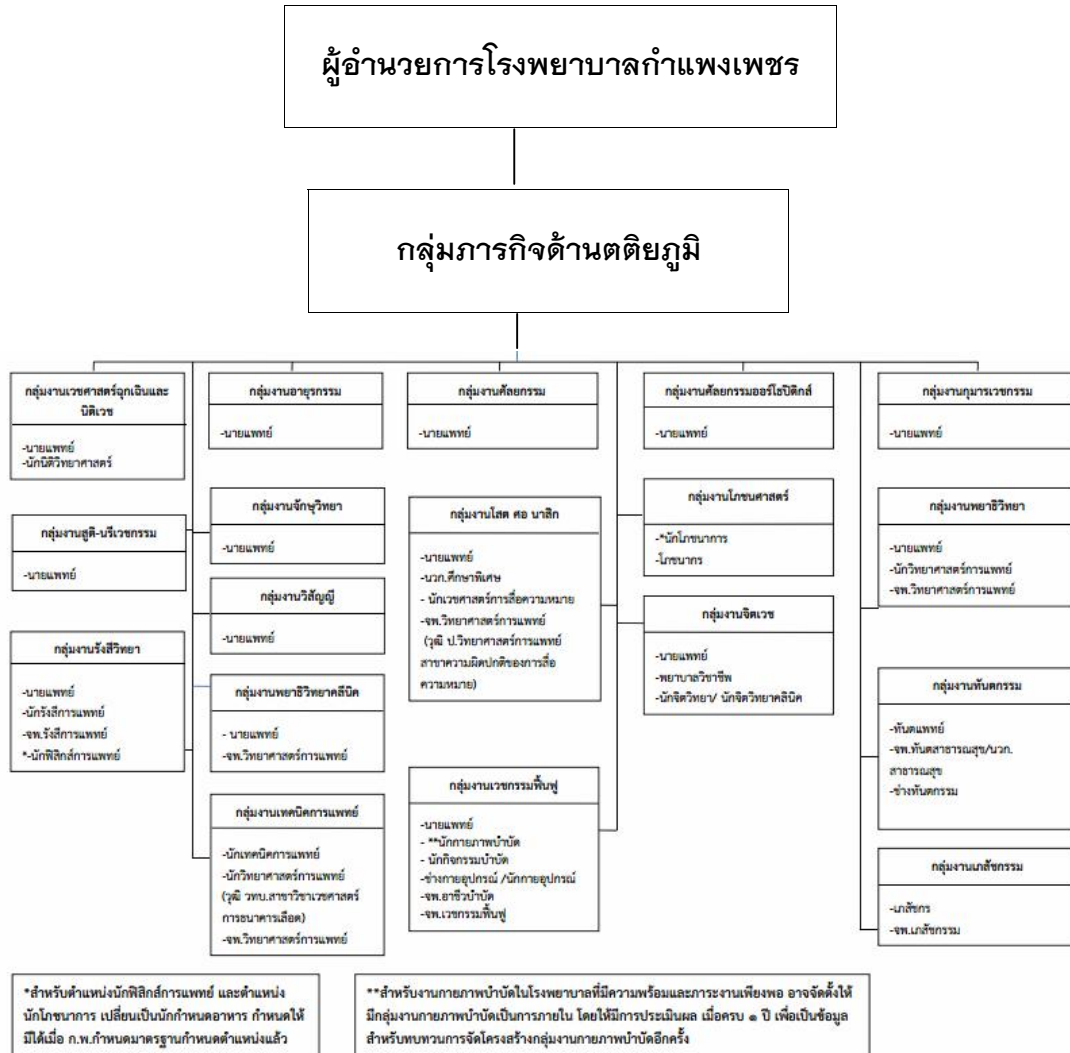 ผู้อำนวยการโรงพยาบาลกำแพงเพชร
กลุ่มภารกิจด้านตติยภูมิ
กลุ่มงานเวชศาสตร์ฉุกเฉินและ
นิติเวช
-นายแพทย์
-นักนิติวิทยาศาสตร์
กลุ่มงานอายุรกรรม
-นายแพทย์
กลุ่มงานศัลยกรรม
-นายแพทย์
กลุ่มงานศัลยกรรมออร์โธปิดิกส์
-นายแพทย์
กลุ่มงานกุมารเวชกรรม
-นายแพทย์
กลุ่มงานสูติ-นรีเวชกรรม
-นายแพทย์
กลุ่มงานจักษุวิทยา
-นายแพทย์
กลุ่มงานวิสัญญี
-นายแพทย์
กลุ่มงานโสต ศอ นาสิก
-นายแพทย์
-นวก.ศึกษาพิเศษ
- นักเวชศาสตร์การสื่อความหมาย
-จพ.วิทยาศาสตร์การแพทย์
(วุฒิ ป.วิทยาศาสตร์การแพทย์
สาขาความผิดปกติของการสื่อ
ความหมาย)
กลุ่มงานโภชนศาสตร์
-*นักโภชนาการ
-โภชนากร
กลุ่มงานพยาธิวิทยา
-นายแพทย์
-นักวิทยาศาสตร์การแพทย์
-จพ.วิทยาศาสตร์การแพทย์
กลุ่มงานจิตเวช
-นายแพทย์
-พยาบาลวิชาชีพ
-นักจิตวิทยา/ นักจิตวิทยาคลินิค
กลุ่มงานรังสีวิทยา
-นายแพทย์
-นักรังสีการแพทย์
-จพ.รังสีการแพทย์
*-นักฟิสิกส์การแพทย์
กลุ่มงานพยาธิวิทยาคลีนิค
- นายแพทย์
-จพ.วิทยาศาสตร์การแพทย์
กลุ่มงานทันตกรรม
-ทันตแพทย์
-จพ.ทันตสาธารณสุข/นวก.
สาธารณสุข
-ช่างทันตกรรม
กลุ่มงานเทคนิคการแพทย์
-นักเทคนิคการแพทย์
-นักวิทยาศาสตร์การแพทย์
(วุฒิ วทบ.สาขาวิชาเวชศาสตร์
การธนาคารเลือด)
-จพ.วิทยาศาสตร์การแพทย์
กลุ่มงานเวชกรรมฟื้นฟู
-นายแพทย์
- **นักกายภาพบำบัด
- นักกิจกรรมบำบัด
-ช่างกายอุปกรณ์ /นักกายอุปกรณ์
-จพ.อาชีวบำบัด
-จพ.เวชกรรมฟื้นฟู
กลุ่มงานเภสัชกรรม
-เภสัชกร
-จพ.เภสัชกรรม
*สำหรับตำแหน่งนักฟิสิกส์การแพทย์ และตำแหน่ง
นักโภชนาการ เปลี่ยนเป็นนักกำหนดอาหาร กำหนดให้
มีได้เมื่อ ก.พ.กำหนดมาตรฐานกำหนดตำแหน่งแล้ว
**สำหรับงานกายภาพบำบัดในโรงพยาบาลที่มีความพร้อมและภาระงานเพียงพอ อาจจัดตั้งให้
มีกลุ่มงานกายภาพบำบัดเป็นการภายใน โดยให้มีการประเมินผล เมื่อครบ ๑ ปี เพื่อเป็นข้อมูล
สำหรับทบทวนการจัดโครงสร้างกลุ่มงานกายภาพบำบัดอีกครั้ง